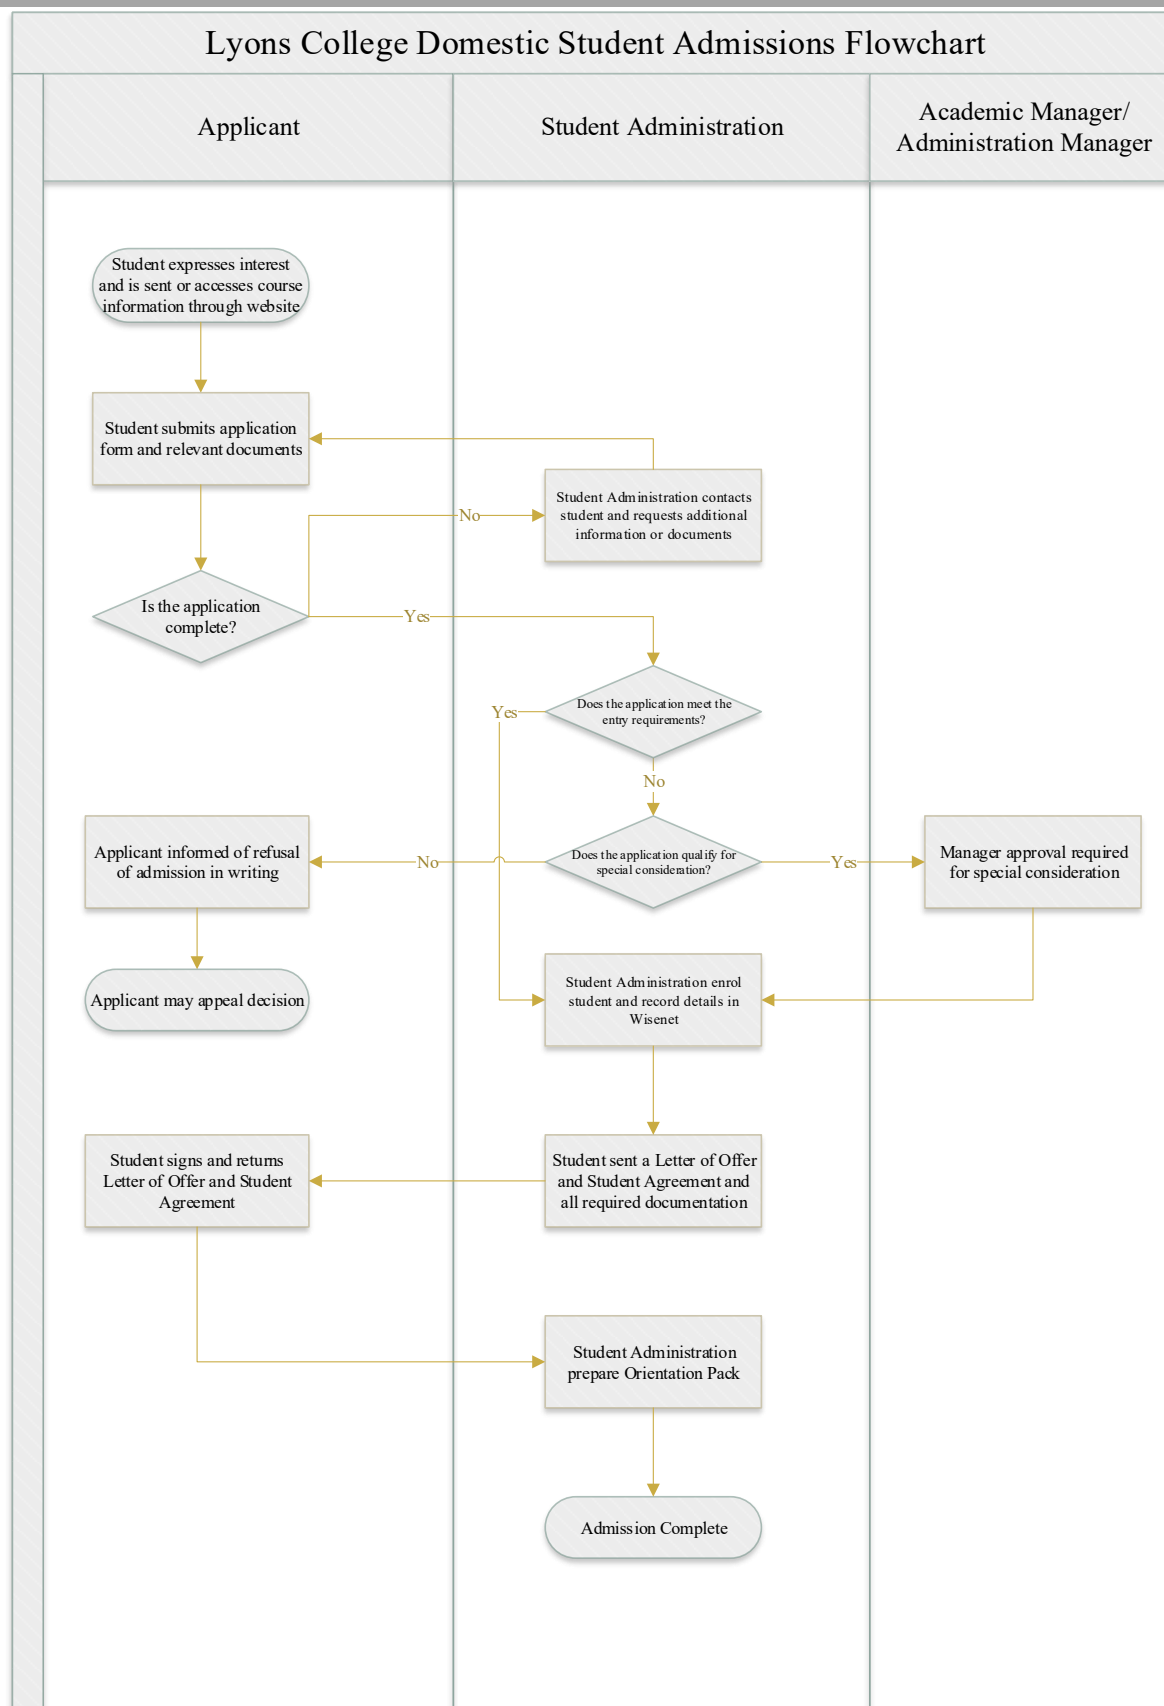 Lyons College Domestic Student Admissions Flowchart
Applicant
Student Administration
Academic Manager/
Administration Manager
Student expresses interest
and is sent or accesses course
information through website
Student submits application
form and relevant documents
Student Administration contacts
student and requests additional
information or documents
No
Is the application
complete?
Yes
Does the application meet the
entry requirements?
Yes
No
Applicant informed of refusal
of admission in writing
No
Does the application qualify for
special consideration?
Yes
Manager approval required
for special consideration
Applicant may appeal decision
Student Administration enrol
student and record details in
Wisenet
Student signs and returns
Letter of Offer and Student
Agreement
Student sent a Letter of Offer
and Student Agreement and
all required documentation
Student Administration
prepare Orientation Pack
Admission Complete